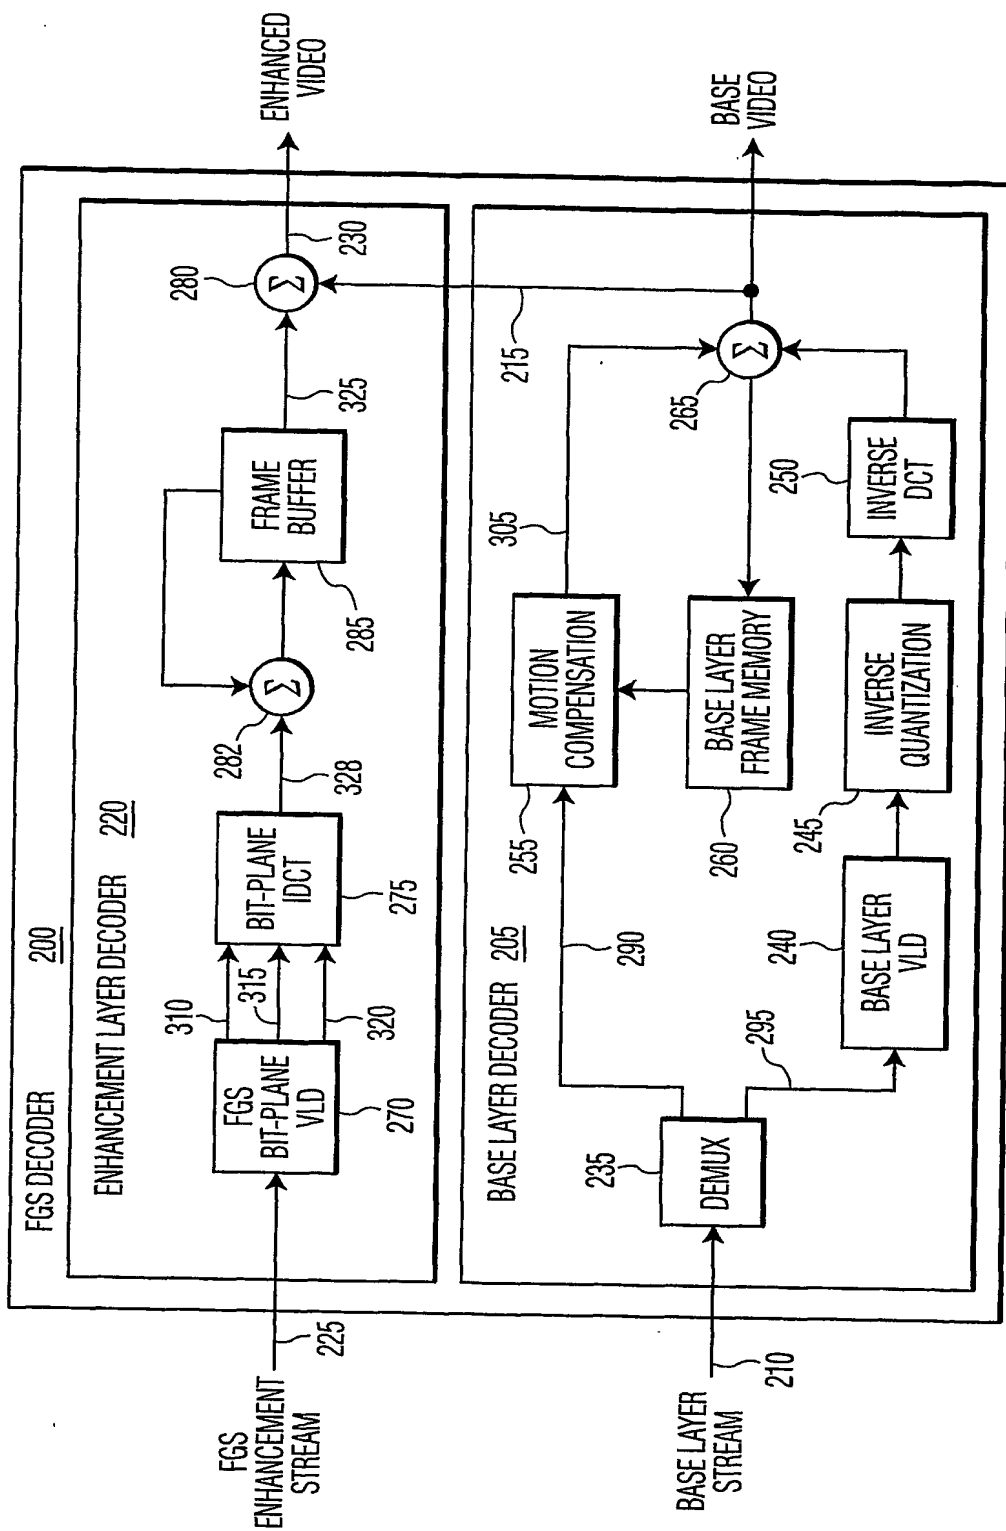 FGS DECODER 200
ENHANCEMENT LAYER DECODER 220
FGS
ENHANCEMENT
STREAM
225
FGS
BIT-PLANE
VLD
270
310
315
320
BIT-PLANE
IDCT
275
328
282
Σ
FRAME
BUFFER
285
325
280
Σ
230
ENHANCED
VIDEO
BASE LAYER DECODER 205
BASE LAYER
STREAM
210
235
DEMUX
290
295
255
MOTION
COMPENSATION
305
260
BASE LAYER
FRAME MEMORY
240
BASE LAYER
VLD
245
INVERSE
QUANTIZATION
250
INVERSE
DCT
265
Σ
215
BASE
VIDEO